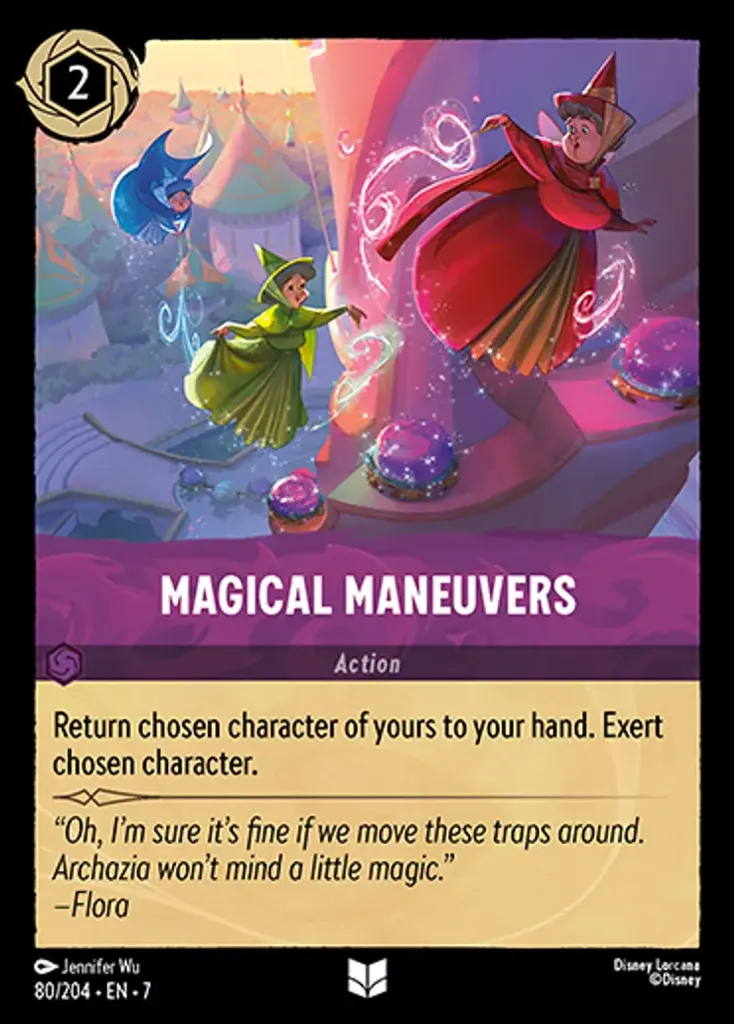 2
MAGICAL MANEUVERS
Action
Return chosen character of yours to your hand. Exert
chosen character.
“Oh, I’m sure it’s fine if we move these traps around.
Archazia won’t mind a little magic.”
–Flora
Jennifer Wu
80/204 • EN • 7
Disney Lorcana
©Disney